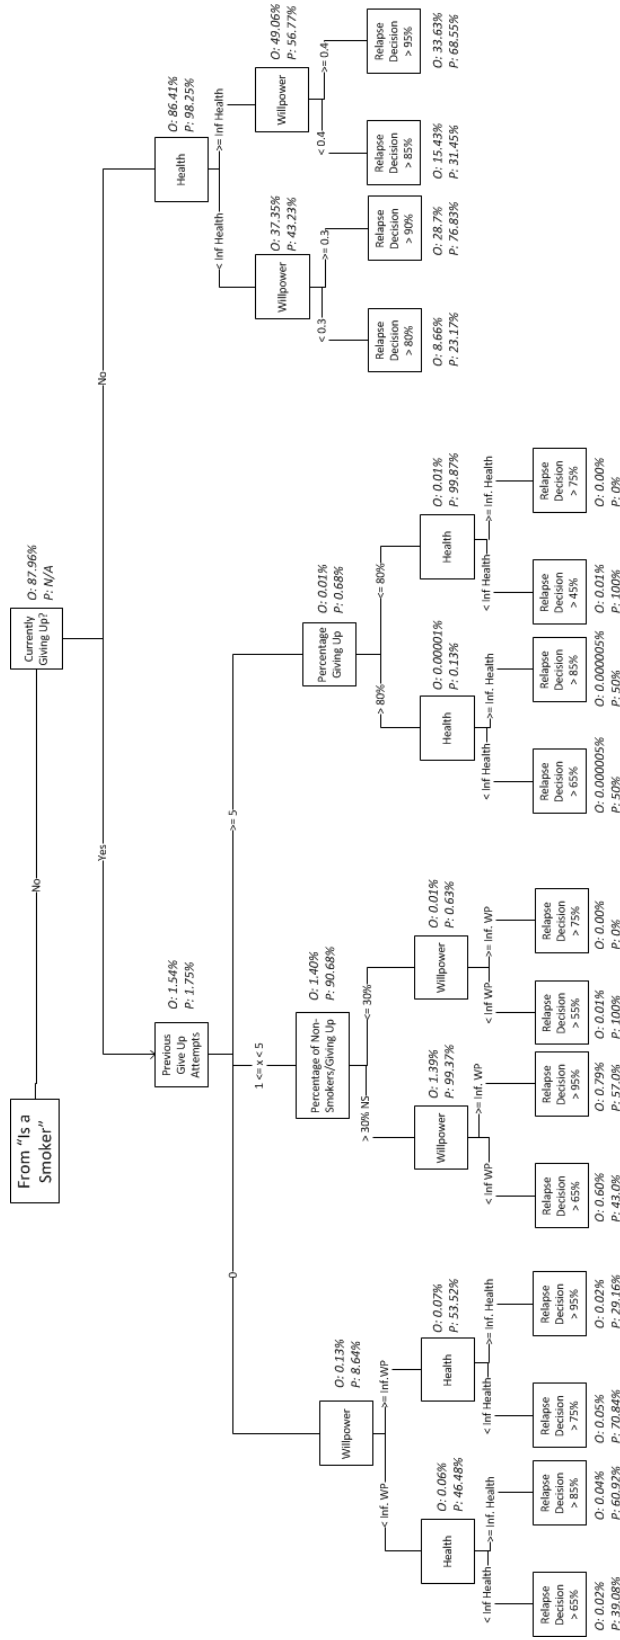 From "Is a
Smoker"
No
Currently
Giving Up?
O: 87.96%
P: N/A
Yes
No
Previous
Give Up
Attempts
O: 1.54%
P: 1.75%
Health
O: 86.41%
P: 98.25%
0
1 <= x < 5
>= 5
< Inf Health
>= Inf Health
Willpower
O: 0.13%
P: 8.64%
Percentage of Non-
Smokers/Giving Up
O: 1.40%
P: 90.68%
Percentage
Giving Up
O: 0.01%
P: 0.68%
Willpower
O: 37.35%
P: 43.23%
Willpower
O: 49.06%
P: 56.77%
< Inf. WP
>= Inf.WP
> 30% NS
<= 30%
> 80%
<= 80%
< 0.3
>= 0.3
< 0.4
>= 0.4
Health
O: 0.06%
P: 46.48%
Health
O: 0.07%
P: 53.52%
Willpower
O: 1.39%
P: 99.37%
Willpower
O: 0.01%
P: 0.63%
Health
O: 0.00001%
P: 0.13%
Health
O: 0.01%
P: 99.87%
Relapse
Decision
> 80%
O: 8.66%
P: 23.17%
Relapse
Decision
> 90%
O: 28.7%
P: 76.83%
Relapse
Decision
> 85%
O: 15.43%
P: 31.45%
Relapse
Decision
> 95%
O: 33.63%
P: 68.55%
< Inf Health
>= Inf. Health
< Inf Health
>= Inf. Health
< Inf WP
>= Inf. WP
< Inf WP
>= Inf. WP
< Inf Health
>= Inf. Health
< Inf Health
>= Inf. Health
Relapse
Decision
> 65%
O: 0.02%
P: 39.08%
Relapse
Decision
> 85%
O: 0.04%
P: 60.92%
Relapse
Decision
> 75%
O: 0.05%
P: 70.84%
Relapse
Decision
> 95%
O: 0.02%
P: 29.16%
Relapse
Decision
> 65%
O: 0.60%
P: 43.0%
Relapse
Decision
> 95%
O: 0.79%
P: 57.0%
Relapse
Decision
> 55%
O: 0.01%
P: 100%
Relapse
Decision
> 75%
O: 0.00%
P: 0%
Relapse
Decision
> 65%
O: 0.000005%
P: 50%
Relapse
Decision
> 85%
O: 0.000005%
P: 50%
Relapse
Decision
> 45%
O: 0.01%
P: 100%
Relapse
Decision
> 75%
O: 0.00%
P: 0%